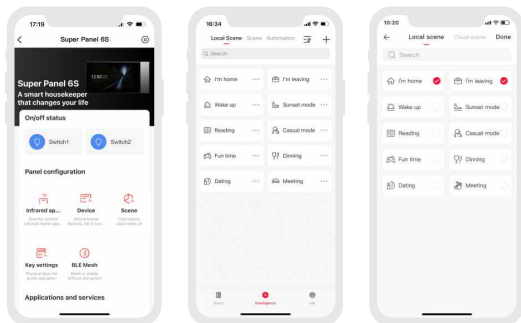 17:19
Super Panel 6S
Super Panel 6S
A smart housekeeper
that changes your life
On/off status
Switch1
Switch2
Panel configuration
Infrared ap...
Device
Scene
Key settings
BLE Mesh
Applications and services
16:34
Local Scene
Scene
Automation
Search
I'm home
I'm leaving
Wake up
Sunset mode
Reading
Casual mode
Fun time
Dinning
Dating
Meeting
Intelligence
10:20
Local scene
Cloud scene
Done
Search
I'm home
I'm leaving
Wake up
Sunset mode
Reading
Casual mode
Fun time
Dinning
Dating
Meeting